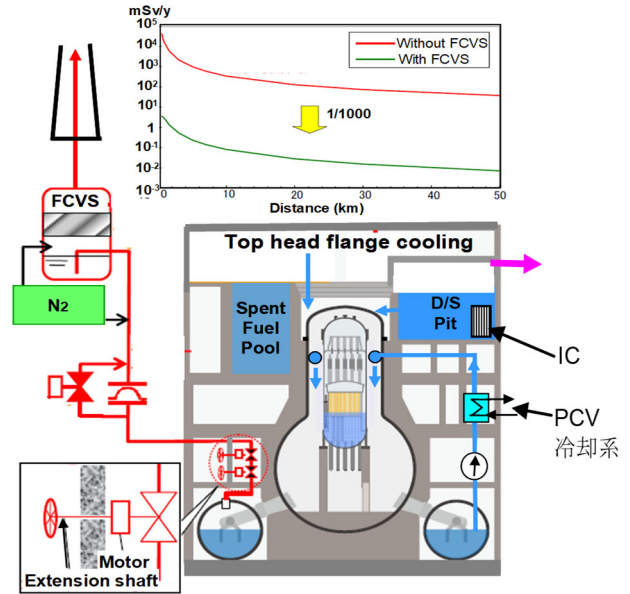 mSv/y
10⁵
10⁴
10³
10²
10¹
1
10⁻¹
10⁻²
10⁻³
Without FCVS
With FCVS
1/1000
0
10
20
30
40
50
Distance (km)
FCVS
N2
Top head flange cooling
Spent
Fuel
Pool
D/S
Pit
IC
PCV
冷却系
Motor
Extension shaft